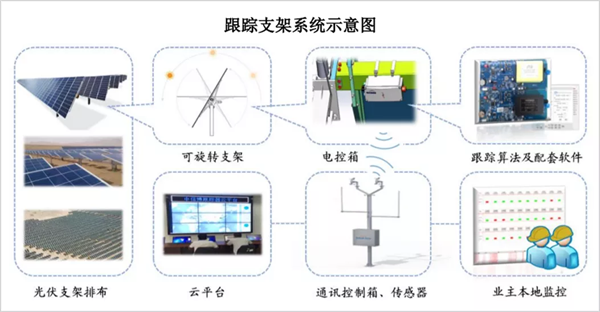 跟踪支架系统示意图
可旋转支架
电控箱
跟踪算法及配套软件
光伏支架排布
云平台
通讯控制箱、传感器
业主本地监控